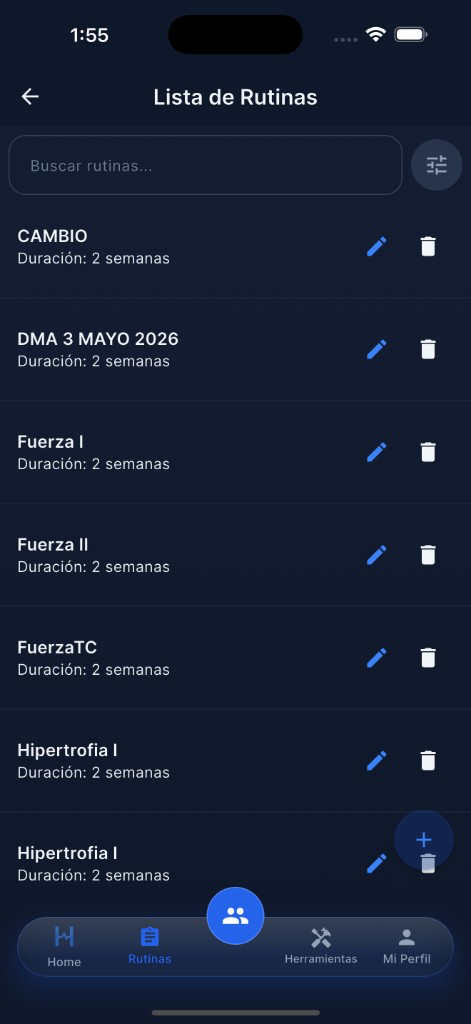 1:55
Lista de Rutinas
Buscar rutinas...
CAMBIO
Duración: 2 semanas
DMA 3 MAYO 2026
Duración: 2 semanas
Fuerza I
Duración: 2 semanas
Fuerza II
Duración: 2 semanas
FuerzaTC
Duración: 2 semanas
Hipertrofia I
Duración: 2 semanas
Hipertrofia I
Duración: 2 semanas
Home
Rutinas
Herramientas
Mi Perfil